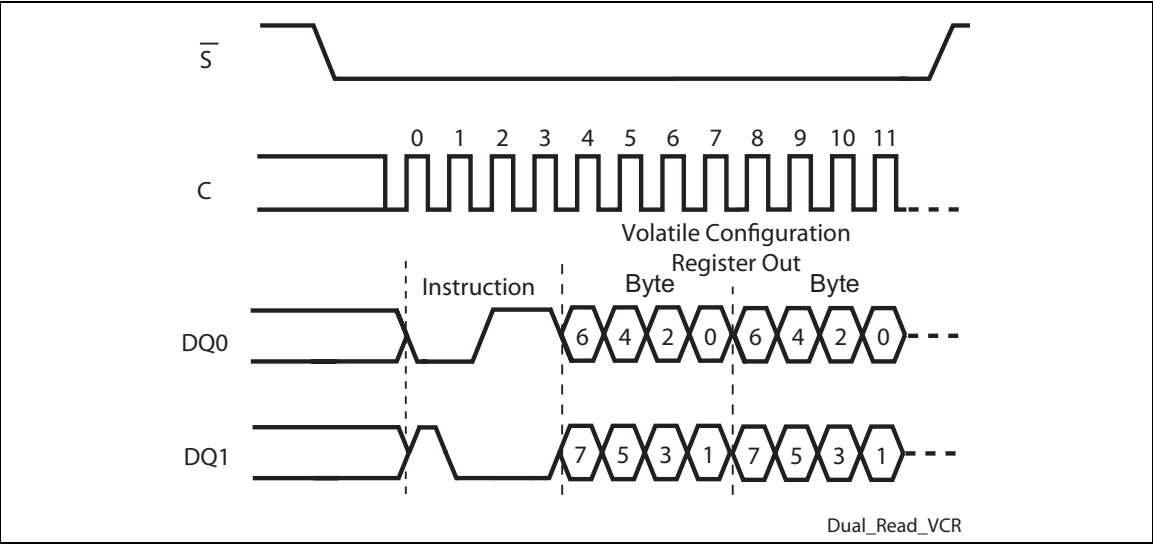 S
0 1 2 3 4 5 6 7 8 9 10 11
C
Volatile Configuration
Register Out
Instruction Byte Byte
DQ0 6 4 2 0 6 4 2 0
DQ1 7 5 3 1 7 5 3 1
Dual_Read_VCR